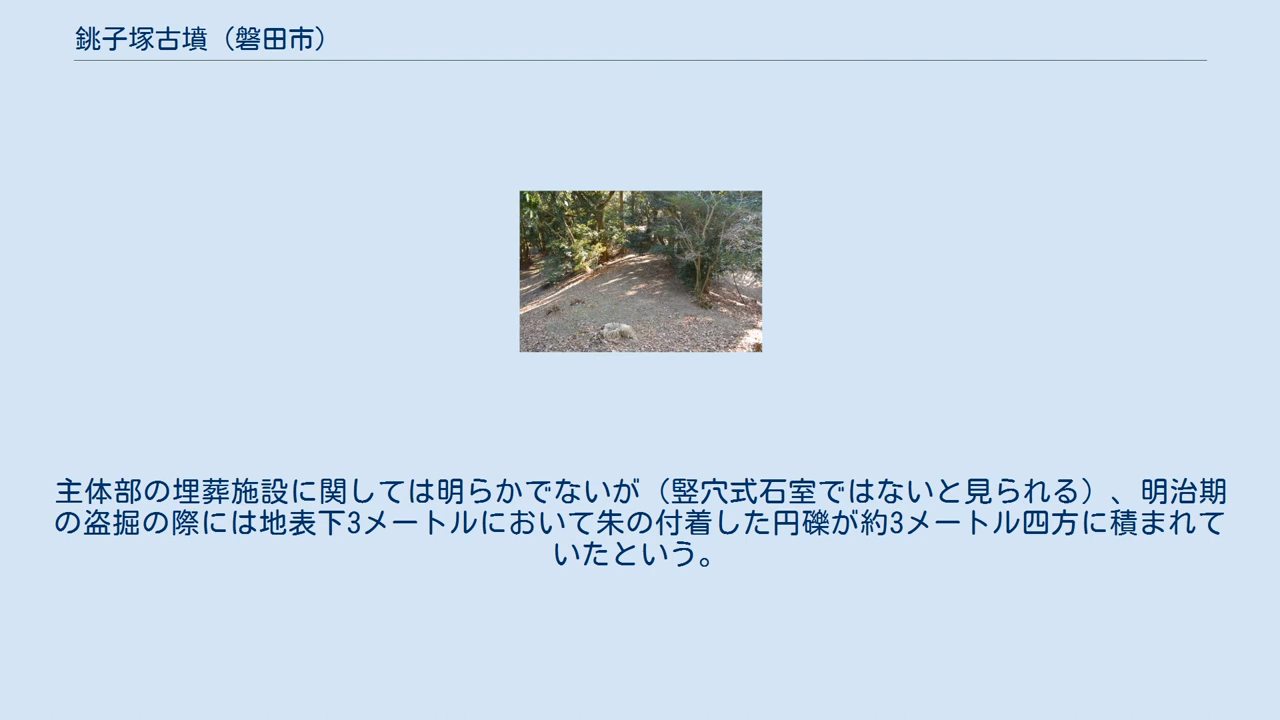 銚子塚古墳（磐田市）
主体部の埋葬施設に関しては明らかでないが（竪穴式石室ではないと見られる）、明治期
の盗掘の際には地表下3メートルにおいて朱の付着した円礫が約3メートル四方に積まれて
いたという。